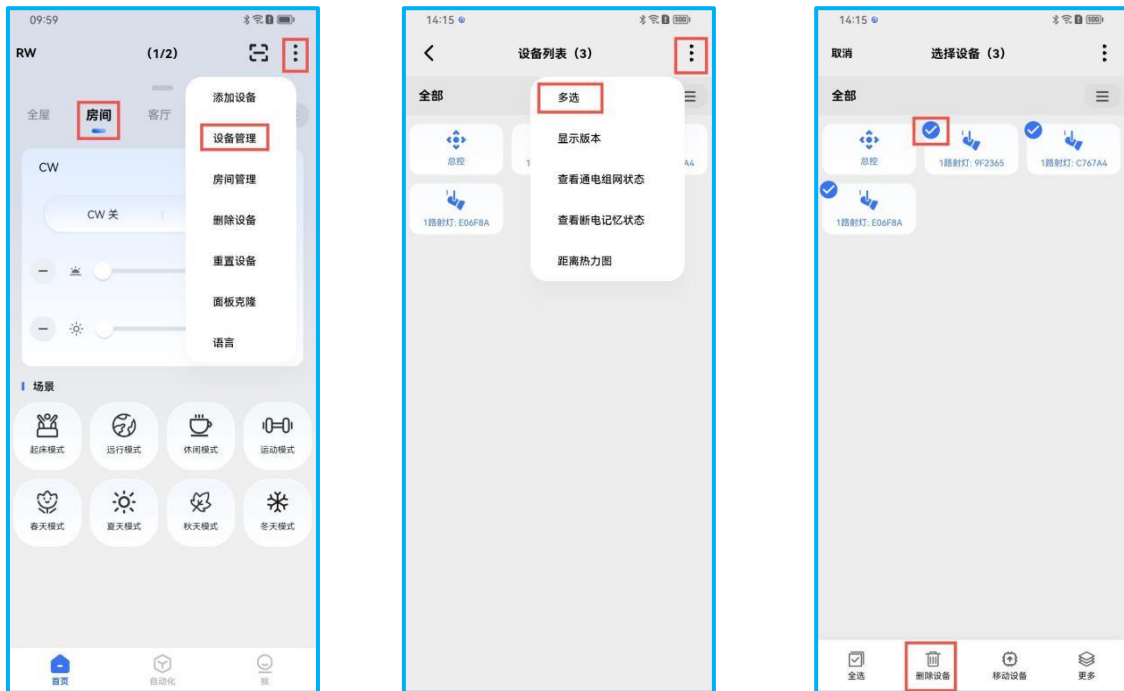 09:59
RW (1/2)
添加设备
全屋 房间 客厅
设备管理
CW
房间管理
CW 关
删除设备
重置设备
面板克隆
语言
场景
起床模式 远行模式 休闲模式 运动模式
春天模式 夏天模式 秋天模式 冬天模式
首页 自动化 我
14:15
100
设备列表（3）
全部
多选
显示版本
总控
1
A4
查看通电组网状态
1路射灯: E06F8A
查看断电记忆状态
距离热力图
14:15
100
取消 选择设备（3）
全部
总控 1路射灯: 9F2365 1路射灯: C767A4
1路射灯: E06F8A
全选 删除设备 移动设备 更多